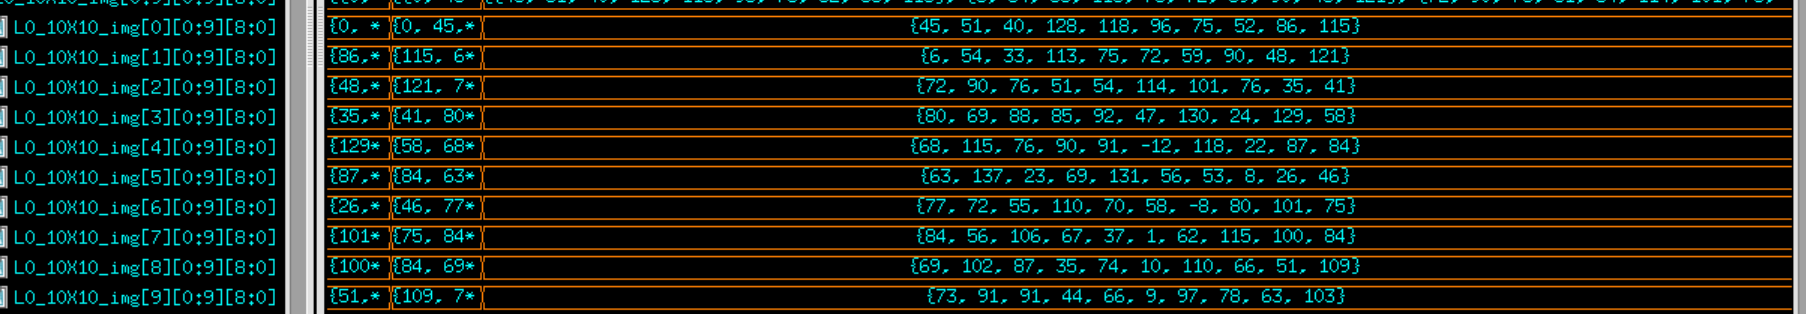 L0_10X10_img[0][0:9][8:0] {0, * {0, 45,* {45, 51, 40, 128, 118, 96, 75, 52, 86, 115}
L0_10X10_img[1][0:9][8:0] {86,* {115, 6* {6, 54, 33, 113, 75, 72, 59, 90, 48, 121}
L0_10X10_img[2][0:9][8:0] {48,* {121, 7* {72, 90, 76, 51, 54, 114, 101, 76, 35, 41}
L0_10X10_img[3][0:9][8:0] {35,* {41, 80* {80, 69, 88, 85, 92, 47, 130, 24, 129, 58}
L0_10X10_img[4][0:9][8:0] {129* {58, 68* {68, 115, 76, 90, 91, -12, 118, 22, 87, 84}
L0_10X10_img[5][0:9][8:0] {87,* {84, 63* {63, 137, 23, 69, 131, 56, 53, 8, 26, 46}
L0_10X10_img[6][0:9][8:0] {26,* {46, 77* {77, 72, 55, 110, 70, 58, -8, 80, 101, 75}
L0_10X10_img[7][0:9][8:0] {101* {75, 84* {84, 56, 106, 67, 37, 1, 62, 115, 100, 84}
L0_10X10_img[8][0:9][8:0] {100* {84, 69* {69, 102, 87, 35, 74, 10, 110, 66, 51, 109}
L0_10X10_img[9][0:9][8:0] {51,* {109, 7* {73, 91, 91, 44, 66, 9, 97, 78, 63, 103}